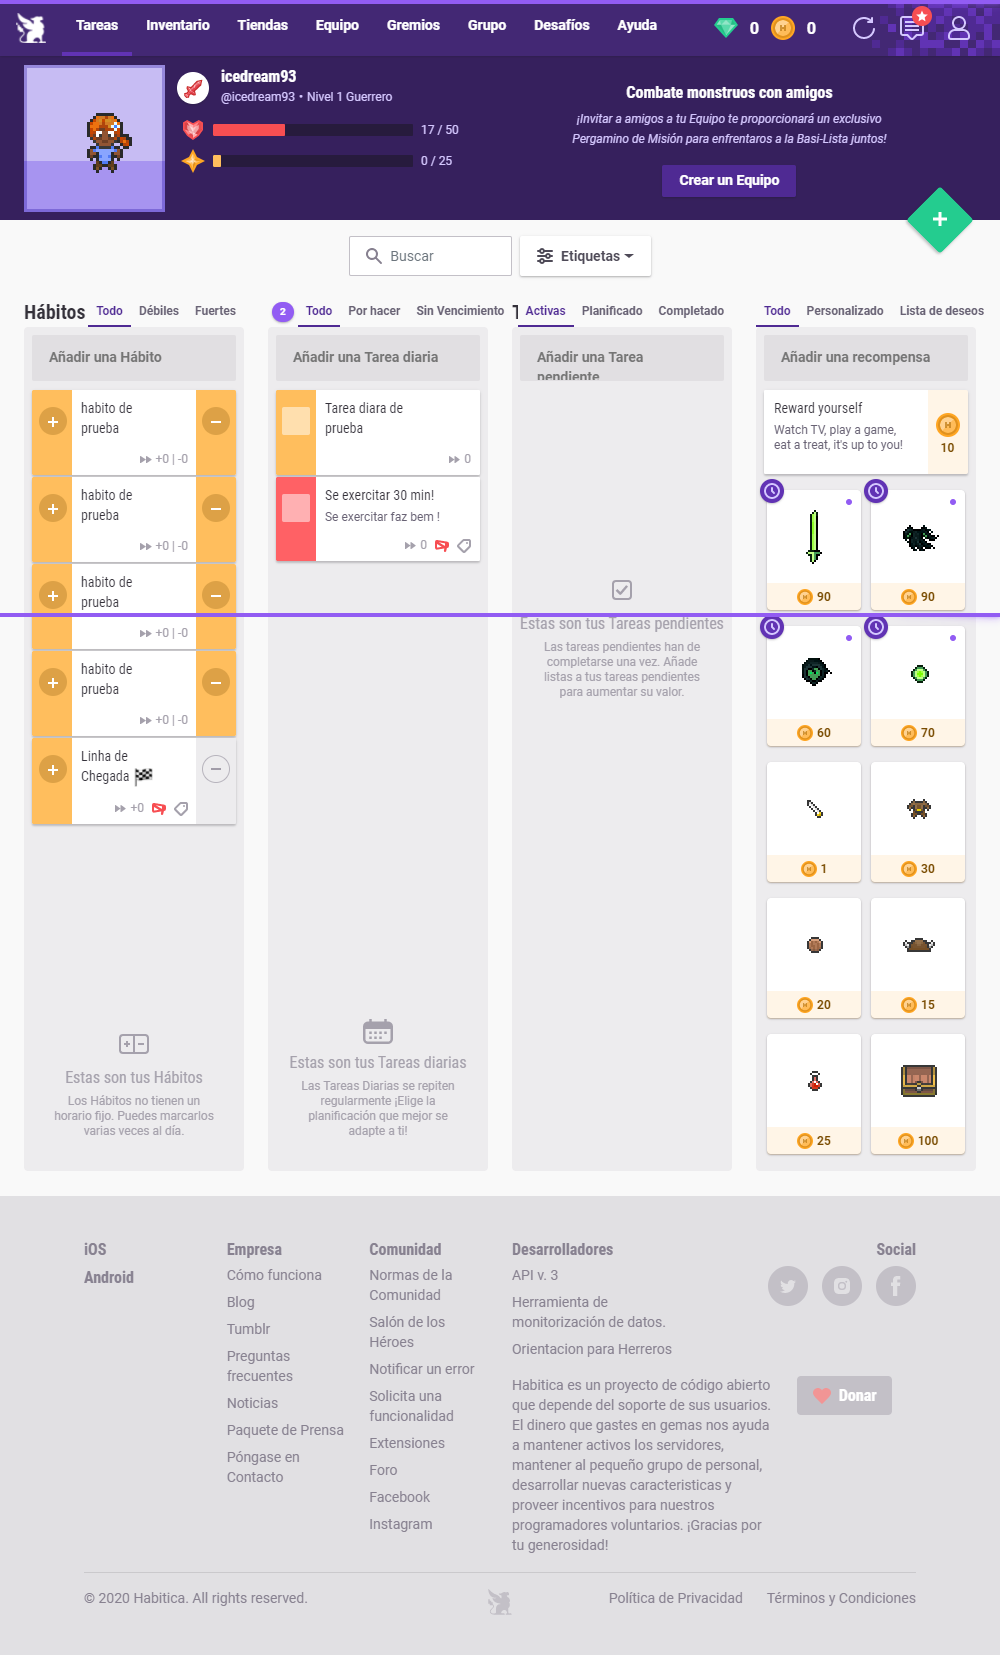 Tareas
Inventario
Tiendas
Equipo
Gremios
Grupo
Desafíos
Ayuda
0
0
icedream93
@icedream93 • Nivel 1 Guerrero
17 / 50
0 / 25
Combate monstruos con amigos
¡Invitar a amigos a tu Equipo te proporcionará un exclusivo
Pergamino de Misión para enfrentaros a la Basi-Lista juntos!
Crear un Equipo
Buscar
Etiquetas
Hábitos
Todo
Débiles
Fuertes
Añadir una Hábito
habito de
prueba
+0 | -0
habito de
prueba
+0 | -0
habito de
prueba
+0 | -0
habito de
prueba
+0 | -0
Linha de
Chegada
+0
Estas son tus Hábitos
Los Hábitos no tienen un
horario fijo. Puedes marcarlos
varias veces al día.
2
Todo
Por hacer
Sin Vencimiento
Añadir una Tarea diaria
Tarea diara de
prueba
0
Se exercitar 30 min!
Se exercitar faz bem !
0
Estas son tus Tareas diarias
Las Tareas Diarias se repiten
regularmente ¡Elige la
planificación que mejor se
adapte a ti!
Activas
Planificado
Completado
Añadir una Tarea
pendiente
Estas son tus Tareas pendientes
Las tareas pendientes han de
completarse una vez. Añade
listas a tus tareas pendientes
para aumentar su valor.
Todo
Personalizado
Lista de deseos
Añadir una recompensa
Reward yourself
Watch TV, play a game,
eat a treat, it's up to you!
10
90
90
60
70
1
30
20
15
25
100
iOS
Android
Empresa
Cómo funciona
Blog
Tumblr
Preguntas
frecuentes
Noticias
Paquete de Prensa
Póngase en
Contacto
Comunidad
Normas de la
Comunidad
Salón de los
Héroes
Notificar un error
Solicita una
funcionalidad
Extensiones
Foro
Facebook
Instagram
Desarrolladores
API v. 3
Herramienta de
monitorización de datos.
Orientacion para Herreros
Social
Habitica es un proyecto de código abierto
que depende del soporte de sus usuarios.
El dinero que gastes en gemas nos ayuda
a mantener activos los servidores,
mantener al pequeño grupo de personal,
desarrollar nuevas caracteristicas y
proveer incentivos para nuestros
programadores voluntarios. ¡Gracias por
tu generosidad!
Donar
© 2020 Habitica. All rights reserved.
Política de Privacidad
Términos y Condiciones